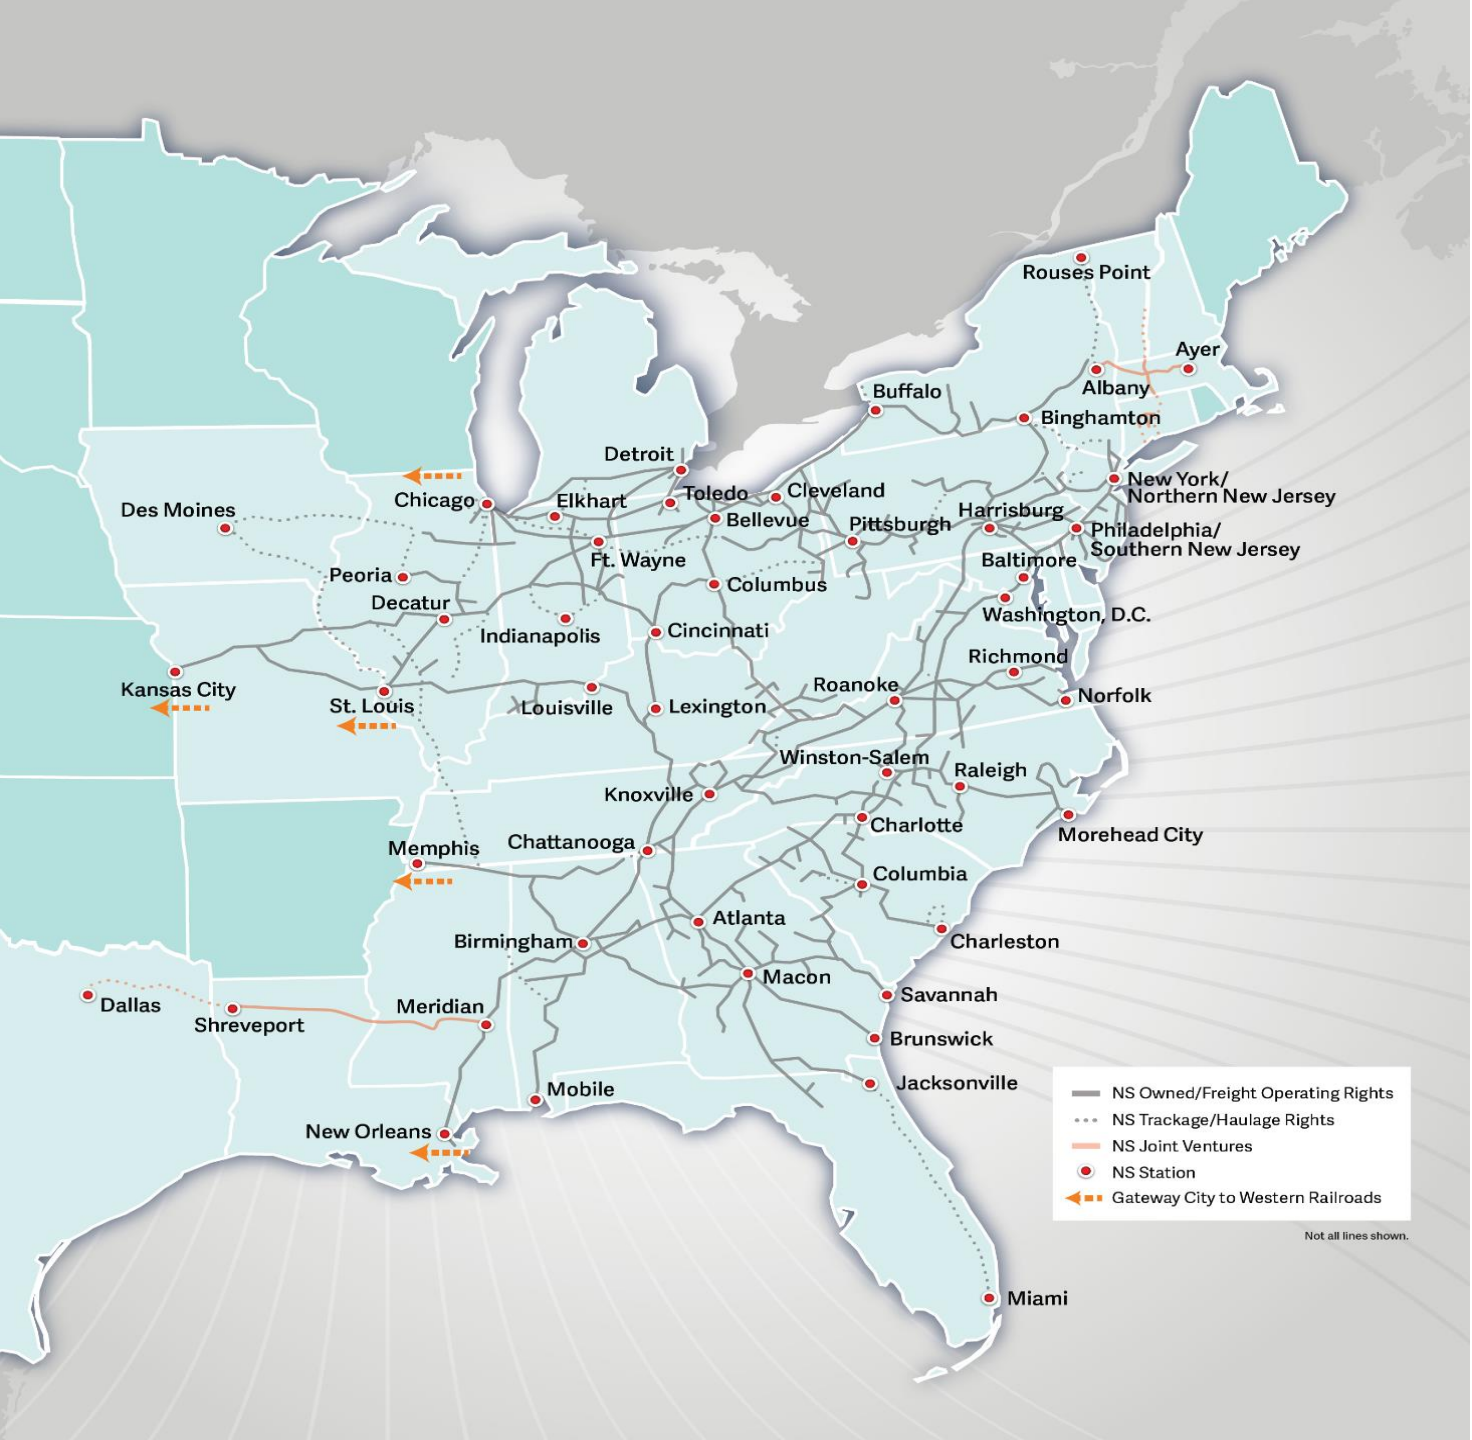 Rouses Point
Ayer
Albany
Buffalo
Binghamton
Detroit
Chicago
Elkhart
Toledo
Cleveland
New York/
Northern New Jersey
Des Moines
Bellevue
Pittsburgh
Harrisburg
Philadelphia/
Southern New Jersey
Ft. Wayne
Baltimore
Peoria
Columbus
Decatur
Washington, D.C.
Indianapolis
Cincinnati
Richmond
Kansas City
St. Louis
Louisville
Lexington
Roanoke
Norfolk
Winston-Salem
Raleigh
Knoxville
Charlotte
Morehead City
Memphis
Chattanooga
Columbia
Atlanta
Birmingham
Charleston
Macon
Dallas
Shreveport
Meridian
Savannah
Brunswick
Mobile
Jacksonville
New Orleans
NS Owned/Freight Operating Rights
NS Trackage/Haulage Rights
NS Joint Ventures
NS Station
Gateway City to Western Railroads
Not all lines shown.
Miami